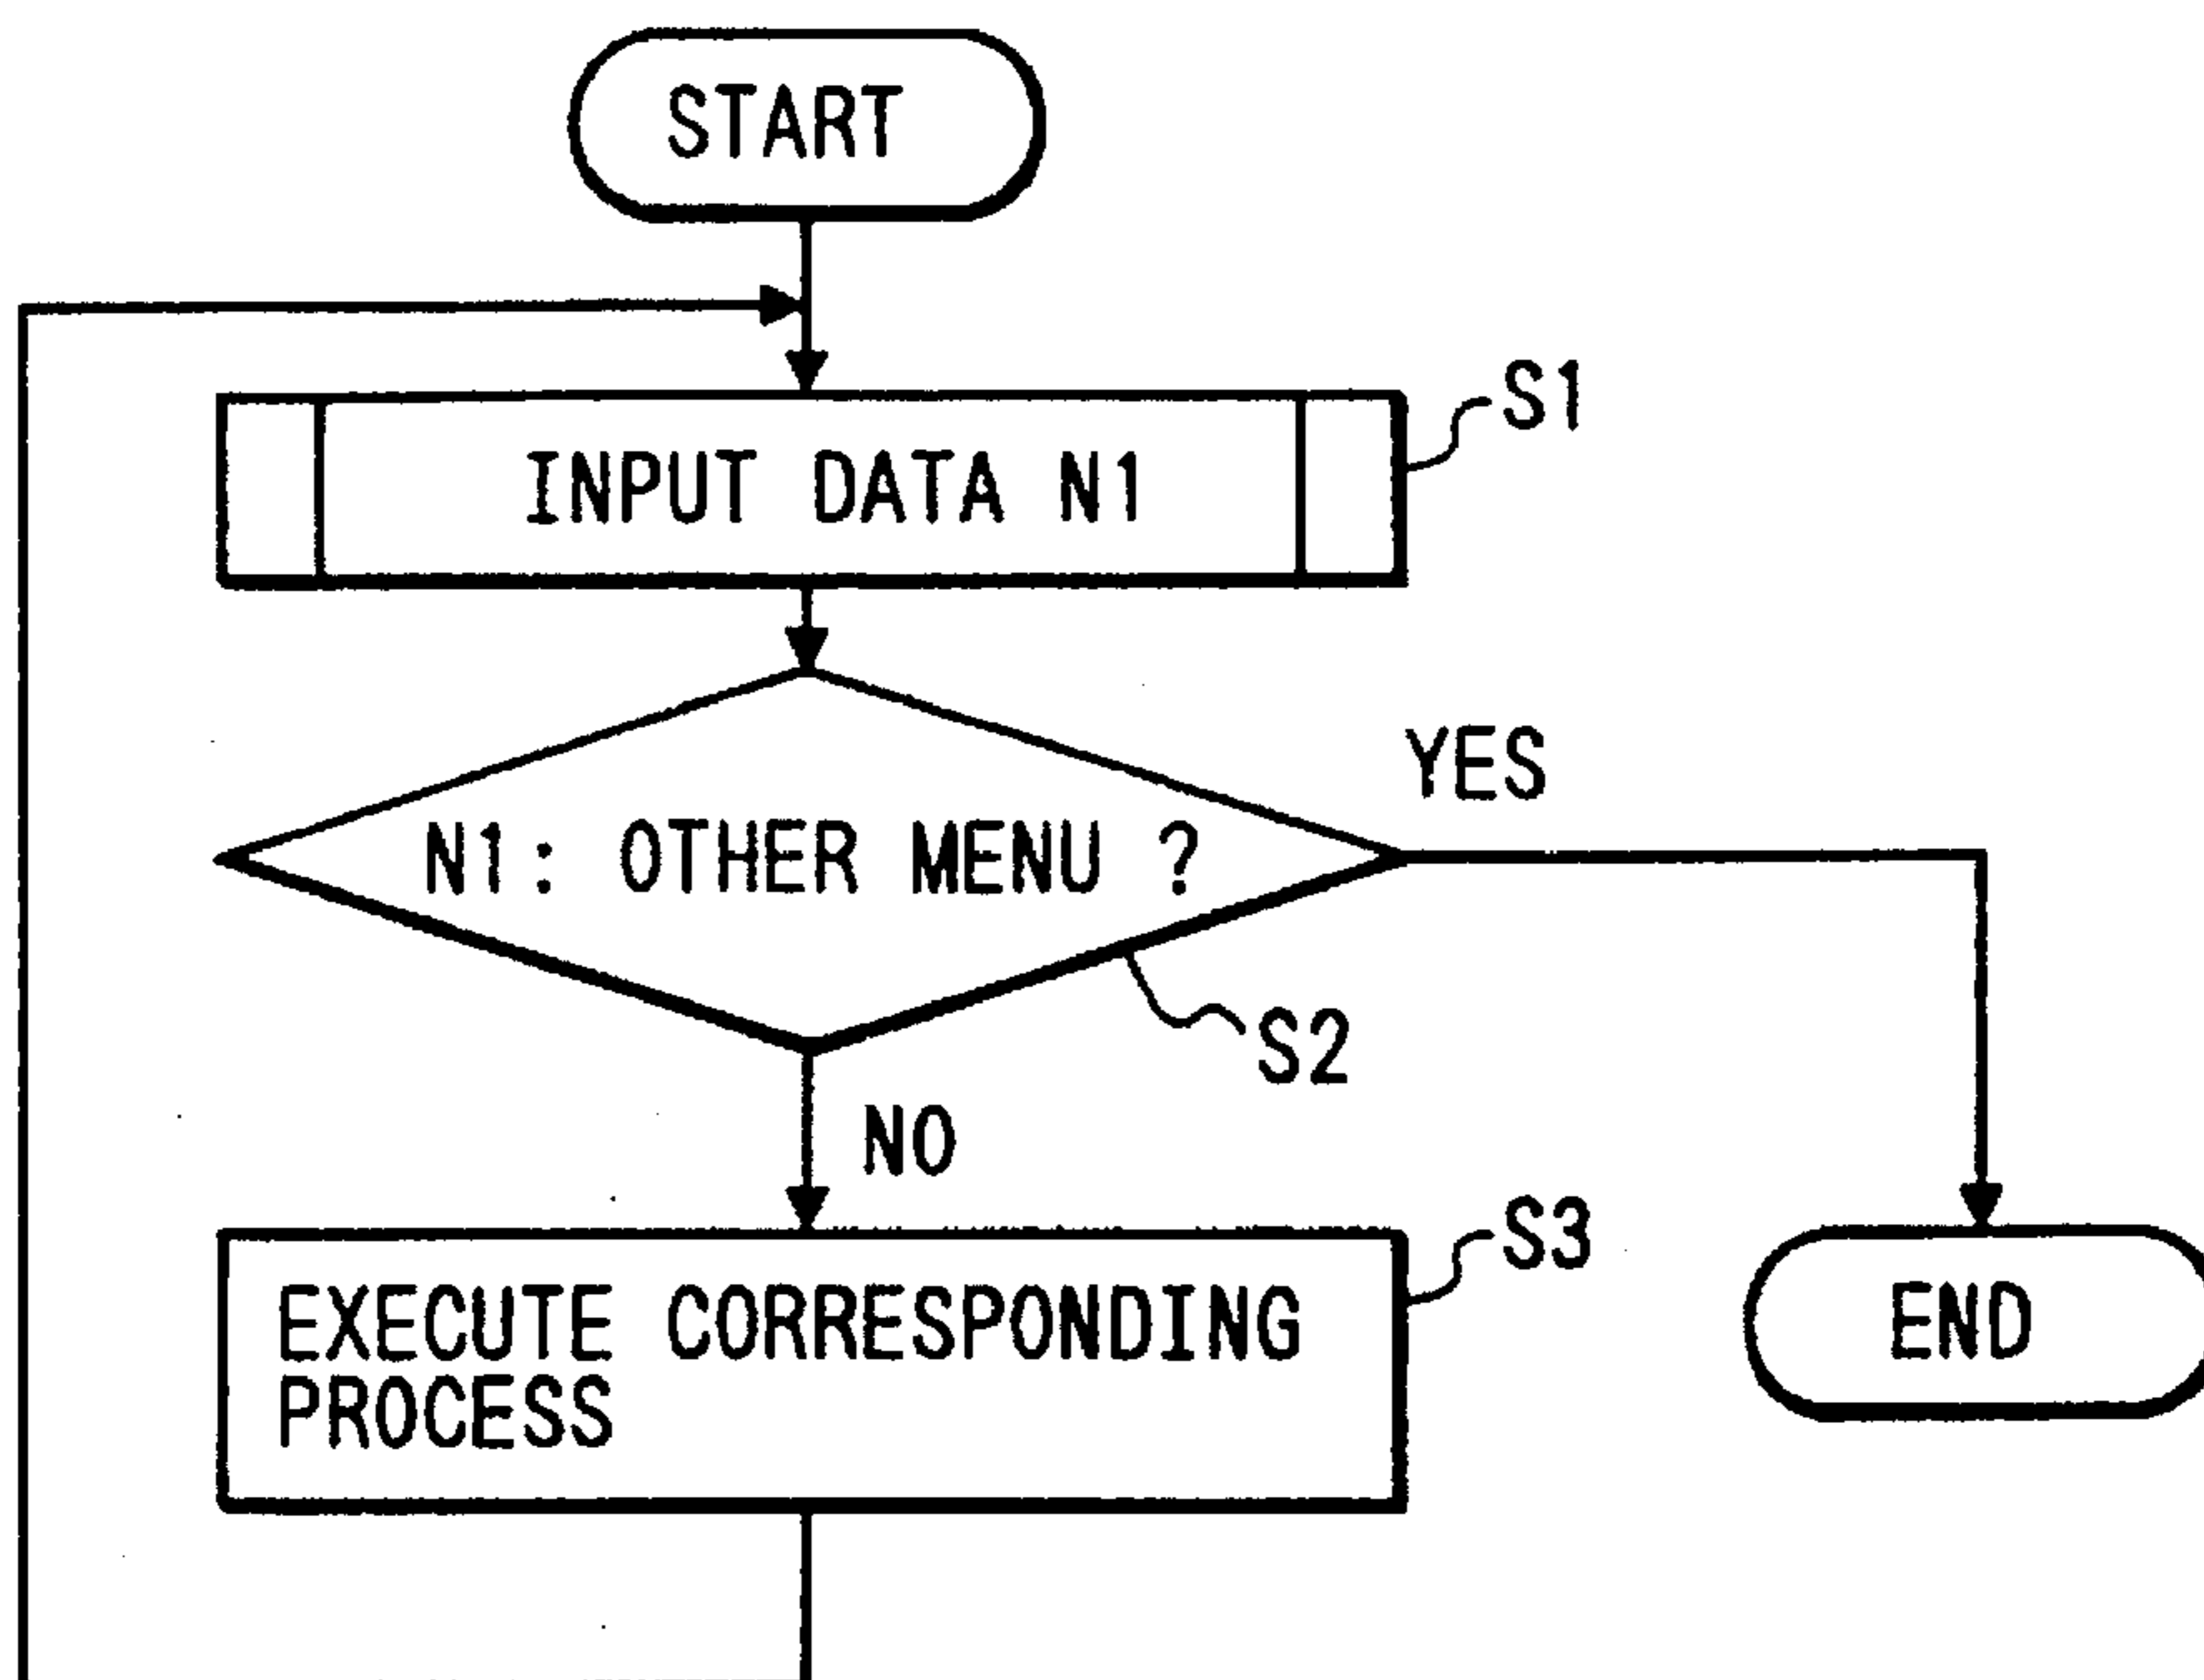 START
S1
INPUT DATA N1
YES
N1: OTHER MENU ?
S2
NO
S3
EXECUTE CORRESPONDING
PROCESS
END